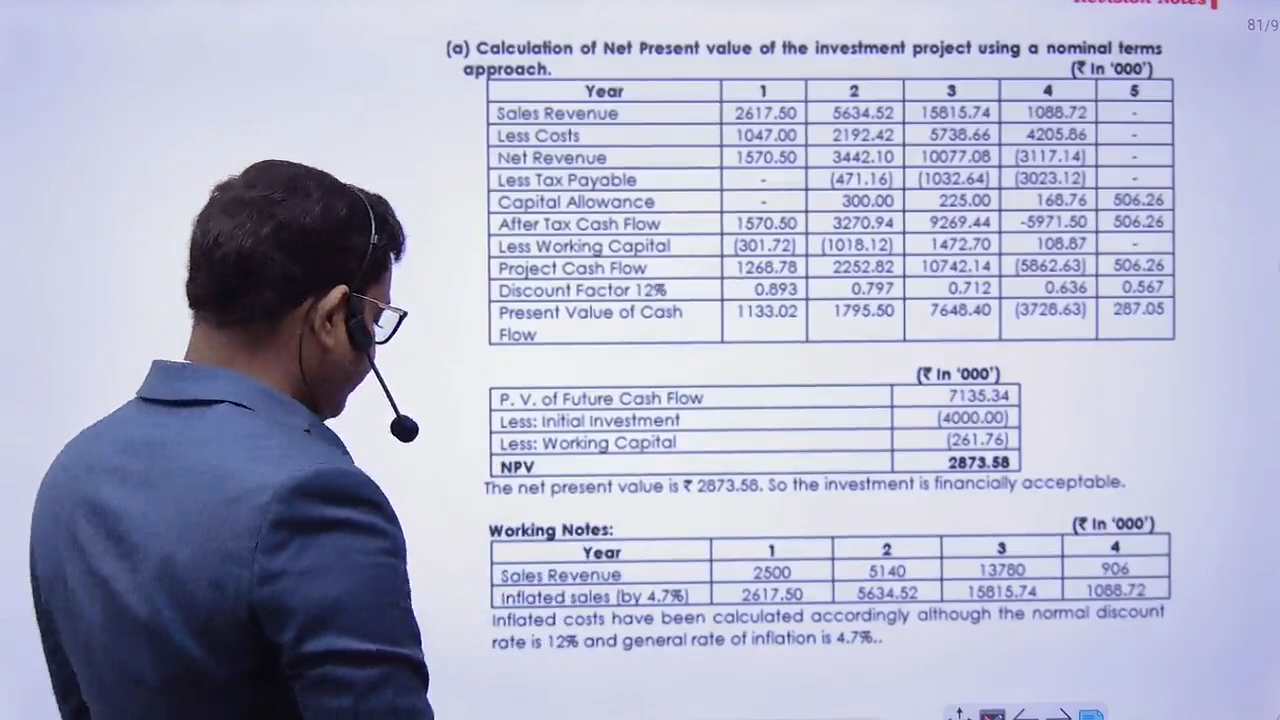 Revision Notes
81/9
(a) Calculation of Net Present value of the investment project using a nominal terms
approach. (₹ In '000')
Year 1 2 3 4 5
Sales Revenue 2617.50 5634.52 15815.74 1088.72 -
Less Costs 1047.00 2192.42 5738.66 4205.86 -
Net Revenue 1570.50 3442.10 10077.08 (3117.14) -
Less Tax Payable - (471.16) (1032.64) (3023.12) -
Capital Allowance - 300.00 225.00 168.76 506.26
After Tax Cash Flow 1570.50 3270.94 9269.44 -5971.50 506.26
Less Working Capital (301.72) (1018.12) 1472.70 108.87 -
Project Cash Flow 1268.78 2252.82 10742.14 (5862.63) 506.26
Discount Factor 12% 0.893 0.797 0.712 0.636 0.567
Present Value of Cash 1133.02 1795.50 7648.40 (3728.63) 287.05
Flow
(₹ In '000')
P. V. of Future Cash Flow 7135.34
Less: Initial Investment (4000.00)
Less: Working Capital (261.76)
NPV 2873.58
The net present value is ₹ 2873.58. So the investment is financially acceptable.
Working Notes: (₹ In '000')
Year 1 2 3 4
Sales Revenue 2500 5140 13780 906
Inflated sales (by 4.7%) 2617.50 5634.52 15815.74 1088.72
Inflated costs have been calculated accordingly although the normal discount
rate is 12% and general rate of inflation is 4.7%..